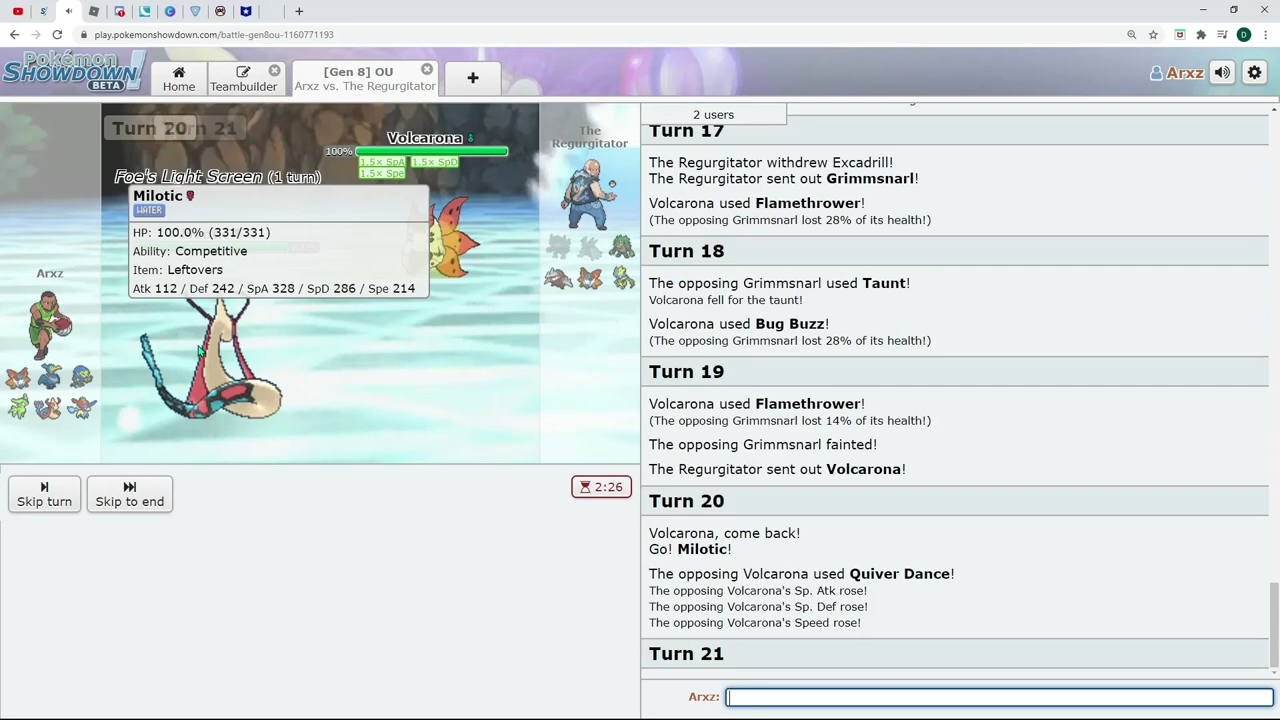 play.pokemonshowdown.com/battle-gen8ou-1160771193
D
Pokémon
SHOWDOWN!
BETA
Home
Teambuilder
[Gen 8] OU
Arxz vs. The Regurgitator
+
Arxz
2 users
Turn 20
Turn 21
Volcarona
100%
1.5× SpA
1.5× SpD
1.5× Spe
Foe's Light Screen (1 turn)
Milotic
WATER
HP: 100.0% (331/331)
Ability: Competitive
Item: Leftovers
Atk 112 / Def 242 / SpA 328 / SpD 286 / Spe 214
The
Regurgitator
Arxz
Skip turn
Skip to end
2:26
Turn 17
The Regurgitator withdrew Excadrill!
The Regurgitator sent out Grimmsnarl!
Volcarona used Flamethrower!
(The opposing Grimmsnarl lost 28% of its health!)
Turn 18
The opposing Grimmsnarl used Taunt!
Volcarona fell for the taunt!
Volcarona used Bug Buzz!
(The opposing Grimmsnarl lost 28% of its health!)
Turn 19
Volcarona used Flamethrower!
(The opposing Grimmsnarl lost 14% of its health!)
The opposing Grimmsnarl fainted!
The Regurgitator sent out Volcarona!
Turn 20
Volcarona, come back!
Go! Milotic!
The opposing Volcarona used Quiver Dance!
The opposing Volcarona's Sp. Atk rose!
The opposing Volcarona's Sp. Def rose!
The opposing Volcarona's Speed rose!
Turn 21
Arxz: